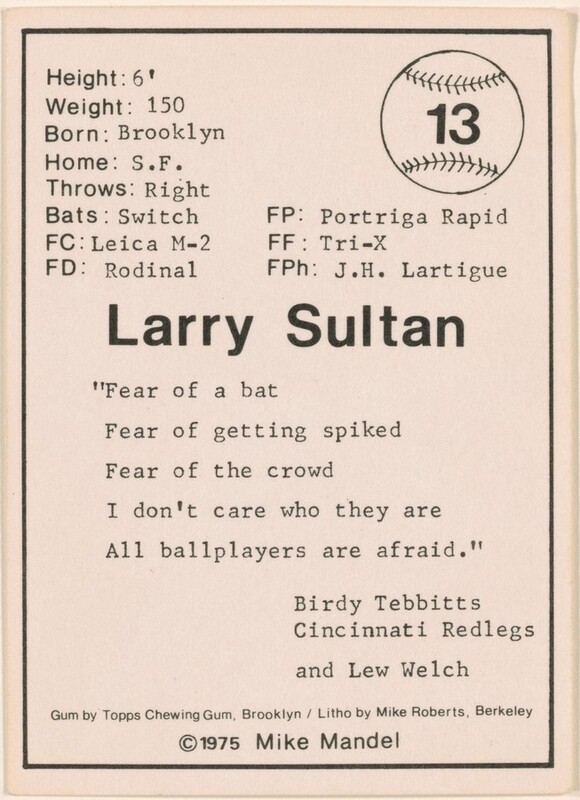 Height: 6'
Weight: 150
Born: Brooklyn
Home: S.F.
Throws: Right
13
Bats: Switch FP: Portriga Rapid
FC: Leica M-2 FF: Tri-X
FD: Rodinal FPh: J.H. Lartigue
Larry Sultan
"Fear of a bat
Fear of getting spiked
Fear of the crowd
I don't care who they are
All ballplayers are afraid."
Birdy Tebbitts
Cincinnati Redlegs
and Lew Welch
Gum by Topps Chewing Gum, Brooklyn / Litho by Mike Roberts, Berkeley
©1975 Mike Mandel